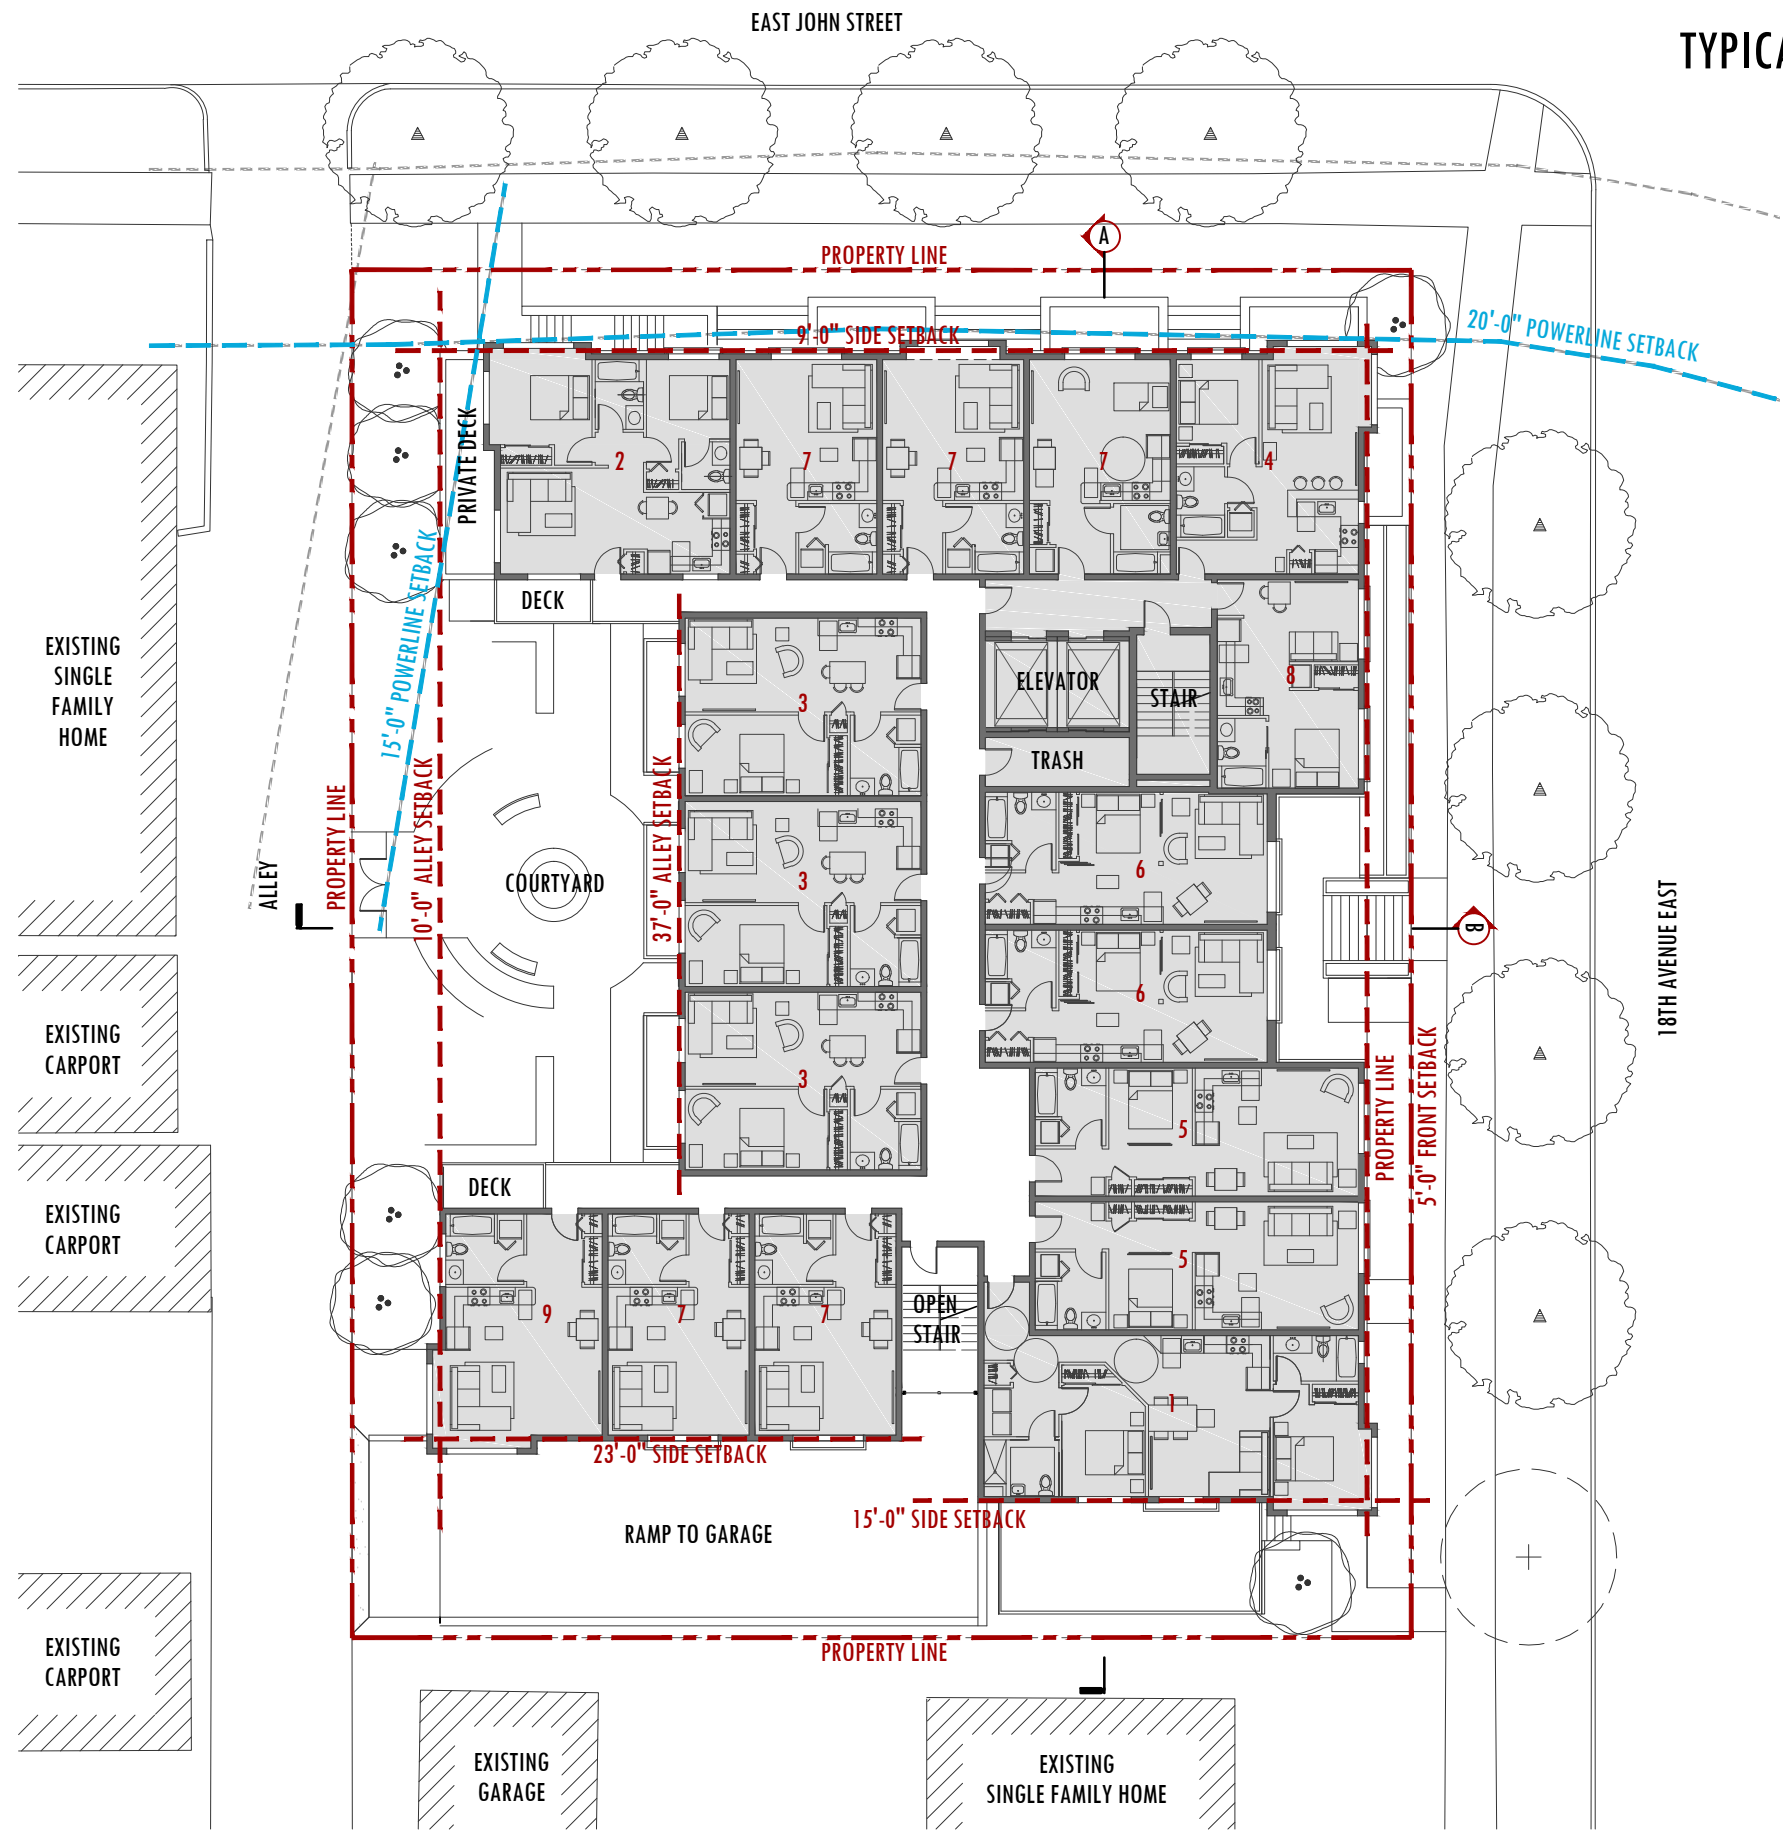 EAST JOHN STREET
TYPICA
A
PROPERTY LINE
9'-0" SIDE SETBACK
20'-0" POWERLINE SETBACK
PRIVATE DECK
2
7
7
7
4
15'-0" POWERLINE SETBACK
DECK
EXISTING
SINGLE
FAMILY
HOME
ELEVATOR
STAIR
8
3
TRASH
PROPERTY LINE
10'-0" ALLEY SETBACK
37'-0" ALLEY SETBACK
ALLEY
COURTYARD
3
6
B
18TH AVENUE EAST
6
EXISTING
CARPORT
3
5
PROPERTY LINE
5'-0" FRONT SETBACK
DECK
EXISTING
CARPORT
5
9
7
7
OPEN
STAIR
1
23'-0" SIDE SETBACK
15'-0" SIDE SETBACK
RAMP TO GARAGE
PROPERTY LINE
EXISTING
CARPORT
EXISTING
GARAGE
EXISTING
SINGLE FAMILY HOME